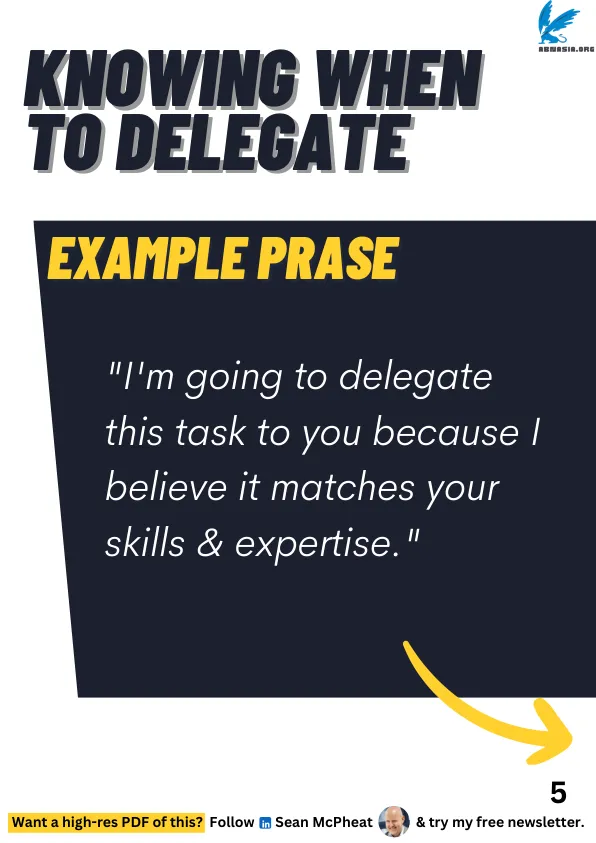 ABNASIA.ORG
KNOWING WHEN
TO DELEGATE
EXAMPLE PRASE
"I'm going to delegate
this task to you because I
believe it matches your
skills & expertise."
5
Want a high-res PDF of this? Follow in Sean McPheat & try my free newsletter.